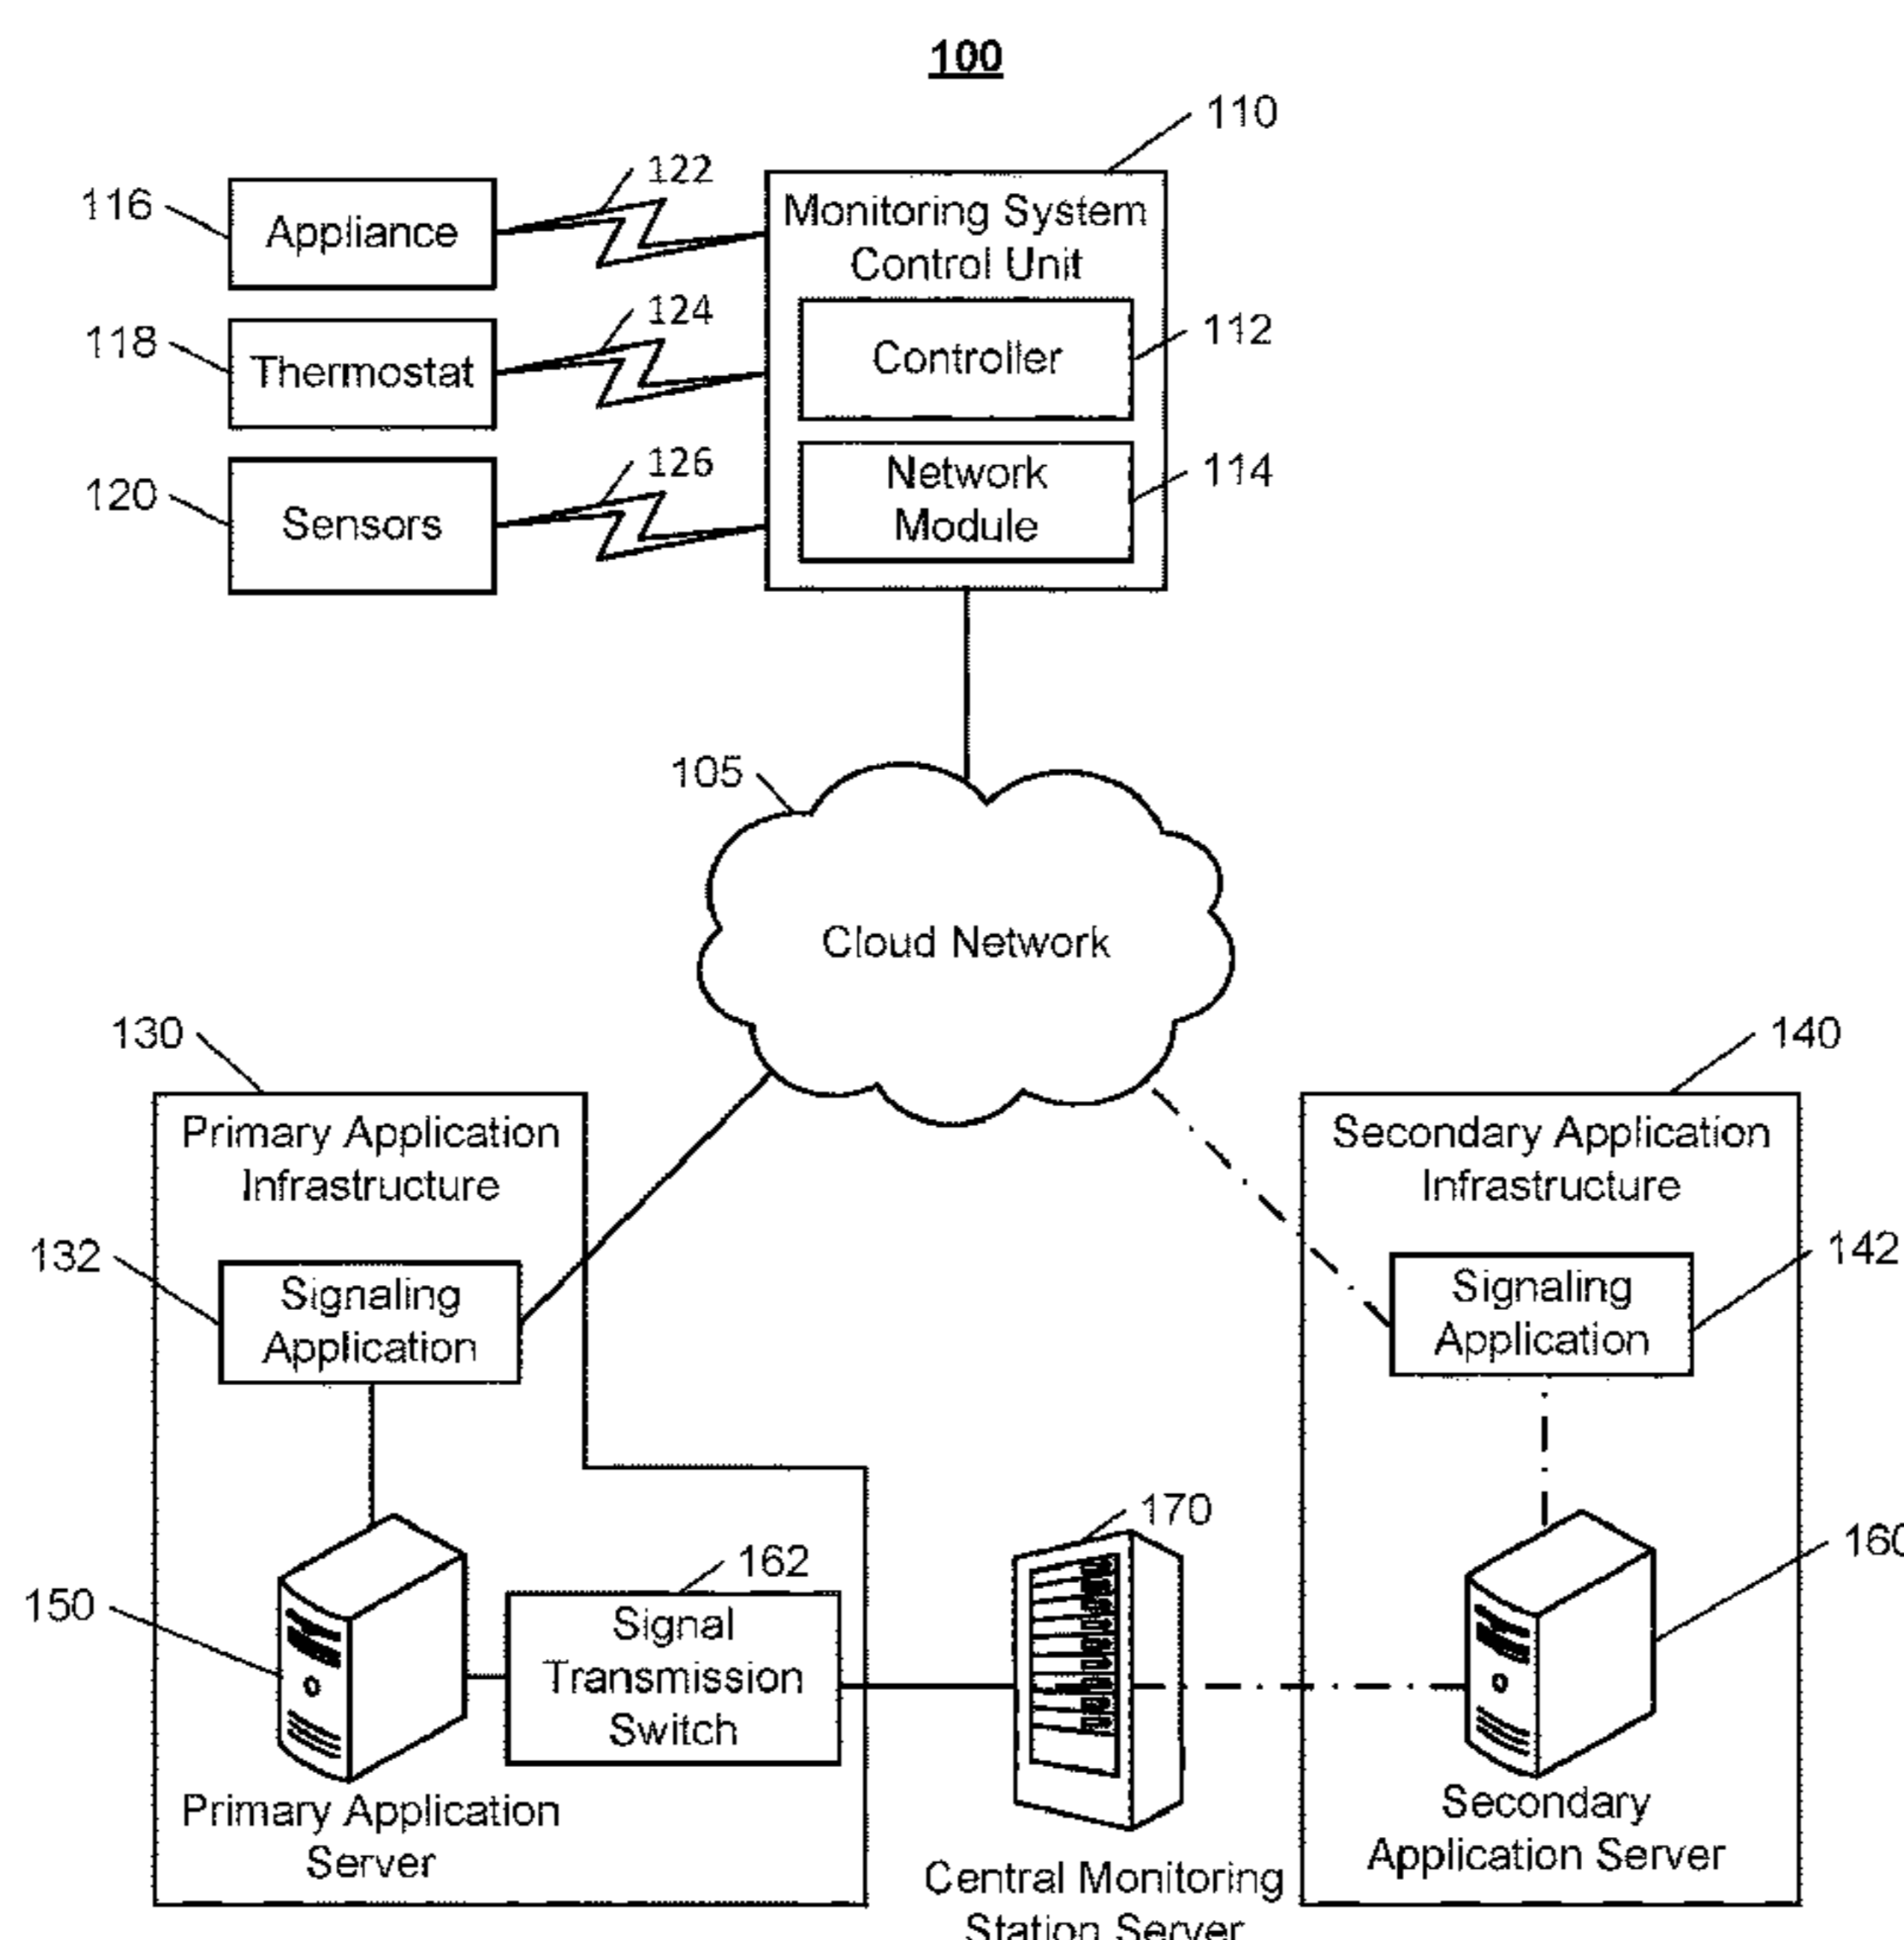 100
110
122
116
Appliance
Monitoring System
Control Unit
124
118
Thermostat
Controller
112
126
120
Sensors
Network
Module
114
105
Cloud Network
130
140
Primary Application
Infrastructure
Secondary Application
Infrastructure
132
Signaling
Application
Signaling
Application
142
170
162
160
150
Signal
Transmission
Switch
Primary Application
Server
Secondary
Application Server
Central Monitoring
Station Server